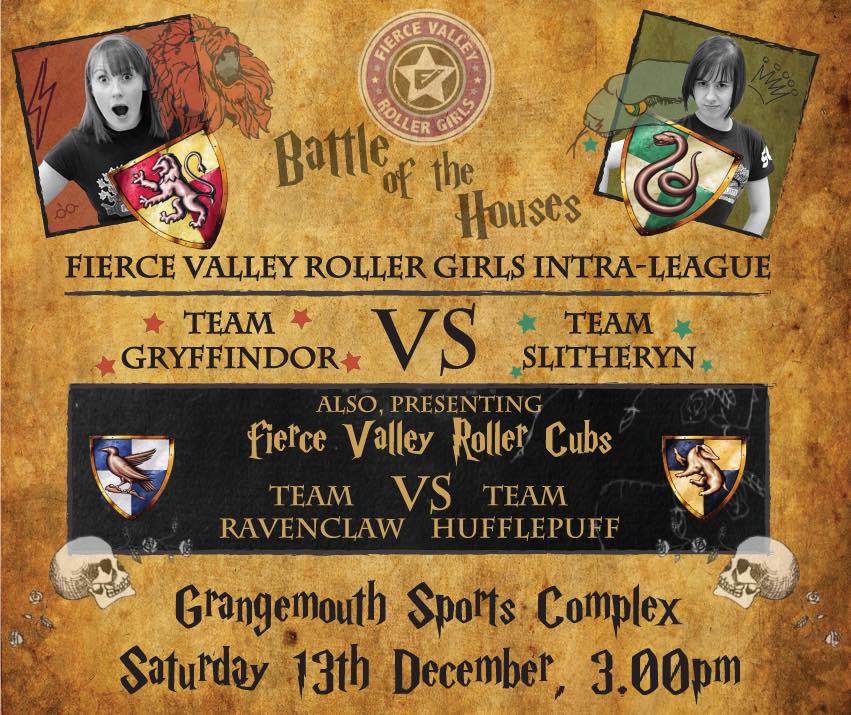 FIERCE VALLEY
ROLLER GIRLS
Battle
of the
Houses
FIERCE VALLEY ROLLER GIRLS INTRA-LEAGUE
TEAM
GRYFFINDOR
VS
TEAM
SLITHERYN
ALSO, PRESENTING
Fierce Valley Roller Cubs
TEAM VS TEAM
RAVENCLAW HUFFLEPUFF
Grangemouth Sports Complex
Saturday 13th December, 3.00pm